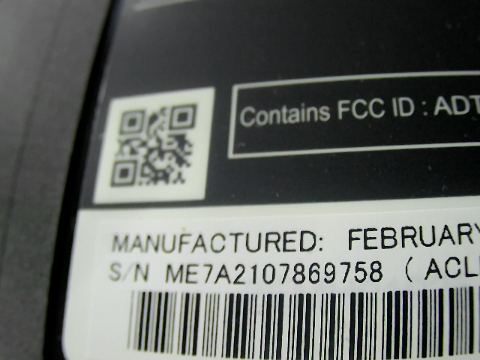 Contains FCC ID : ADT
MANUFACTURED: FEBRUARY
S/N ME7A2107869758 ( ACL